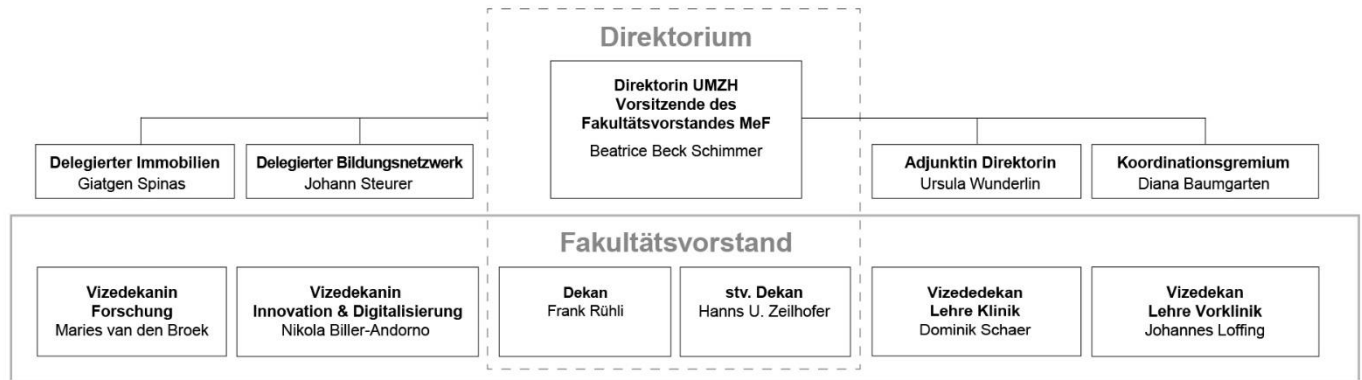 Direktorium
Direktorin UMZH
Vorsitzende des
Fakultätsvorstandes MeF
Beatrice Beck Schimmer
Delegierter Immobilien
Giatgen Spinas
Delegierter Bildungsnetzwerk
Johann Steurer
Adjunktin Direktorin
Ursula Wunderlin
Koordinationsgremium
Diana Baumgarten
Fakultätsvorstand
Vizedekanin
Forschung
Maries van den Broek
Vizedekanin
Innovation & Digitalisierung
Nikola Biller-Andorno
Dekan
Frank Rühli
stv. Dekan
Hanns U. Zeilhofer
Vizededekan
Lehre Klinik
Dominik Schaer
Vizedekan
Lehre Vorklinik
Johannes Loffing